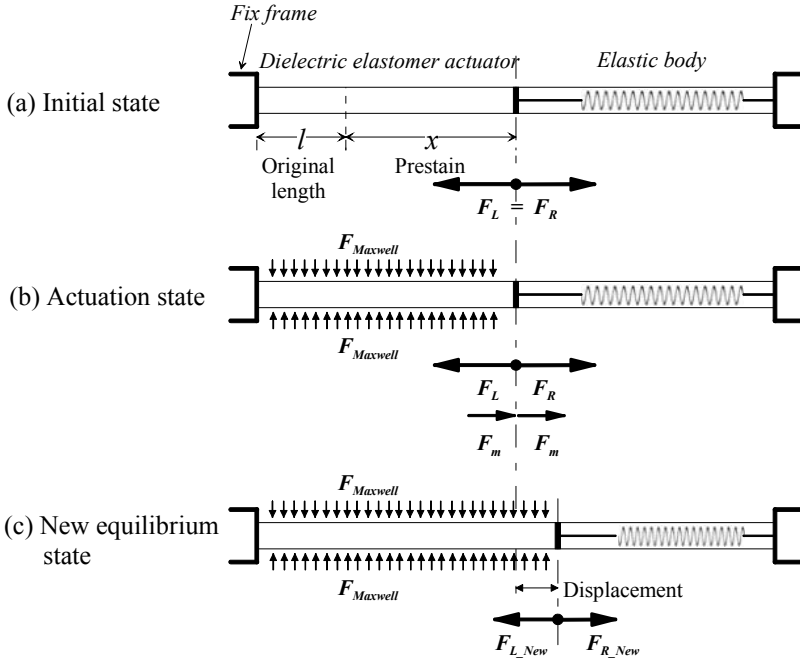 Fix frame
Dielectric elastomer actuator
Elastic body
(a) Initial state
l
x
Original
length
Prestain
F_L = F_R
F_Maxwell
(b) Actuation state
F_Maxwell
F_L F_R
F_m F_m
F_Maxwell
(c) New equilibrium
state
F_Maxwell
Displacement
F_L_New F_R_New